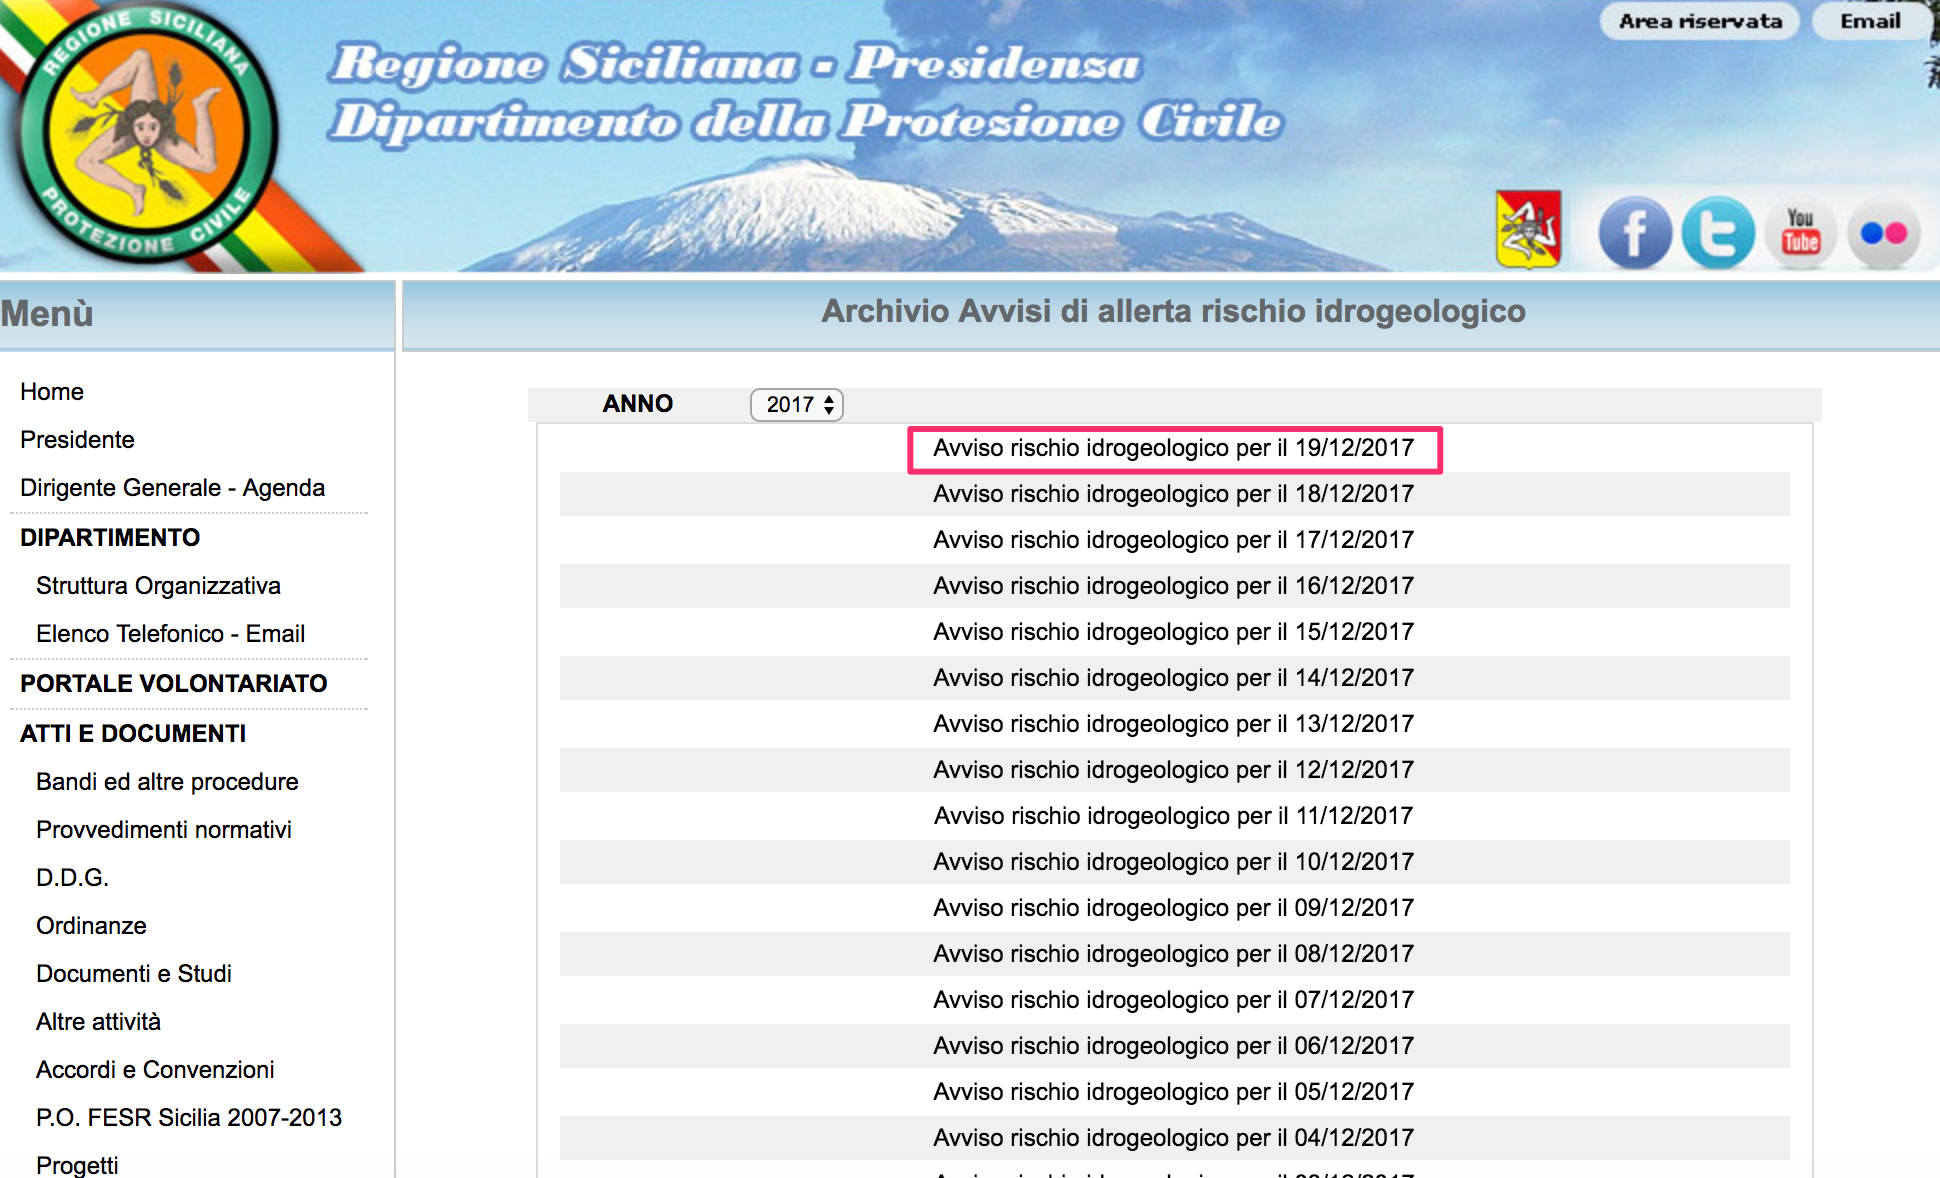 REGIONE SICILIANA
PROTEZIONE CIVILE
Regione Siciliana - Presidenza
Dipartimento della Protezione Civile
Area riservata
Email
f
t
You
Tube
Menù
Home
Presidente
Dirigente Generale - Agenda
DIPARTIMENTO
Struttura Organizzativa
Elenco Telefonico - Email
PORTALE VOLONTARIATO
ATTI E DOCUMENTI
Bandi ed altre procedure
Provvedimenti normativi
D.D.G.
Ordinanze
Documenti e Studi
Altre attività
Accordi e Convenzioni
P.O. FESR Sicilia 2007-2013
Progetti
Archivio Avvisi di allerta rischio idrogeologico
ANNO 2017
Avviso rischio idrogeologico per il 19/12/2017
Avviso rischio idrogeologico per il 18/12/2017
Avviso rischio idrogeologico per il 17/12/2017
Avviso rischio idrogeologico per il 16/12/2017
Avviso rischio idrogeologico per il 15/12/2017
Avviso rischio idrogeologico per il 14/12/2017
Avviso rischio idrogeologico per il 13/12/2017
Avviso rischio idrogeologico per il 12/12/2017
Avviso rischio idrogeologico per il 11/12/2017
Avviso rischio idrogeologico per il 10/12/2017
Avviso rischio idrogeologico per il 09/12/2017
Avviso rischio idrogeologico per il 08/12/2017
Avviso rischio idrogeologico per il 07/12/2017
Avviso rischio idrogeologico per il 06/12/2017
Avviso rischio idrogeologico per il 05/12/2017
Avviso rischio idrogeologico per il 04/12/2017